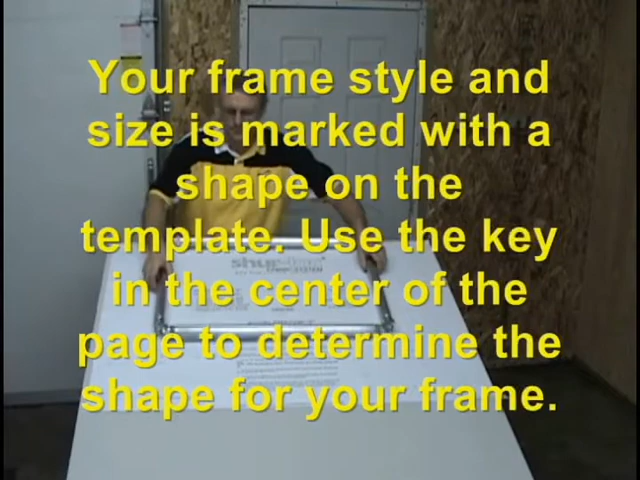 Your frame style and
size is marked with a
shape on the
template. Use the key
in the center of the
page to determine the
shape for your frame.